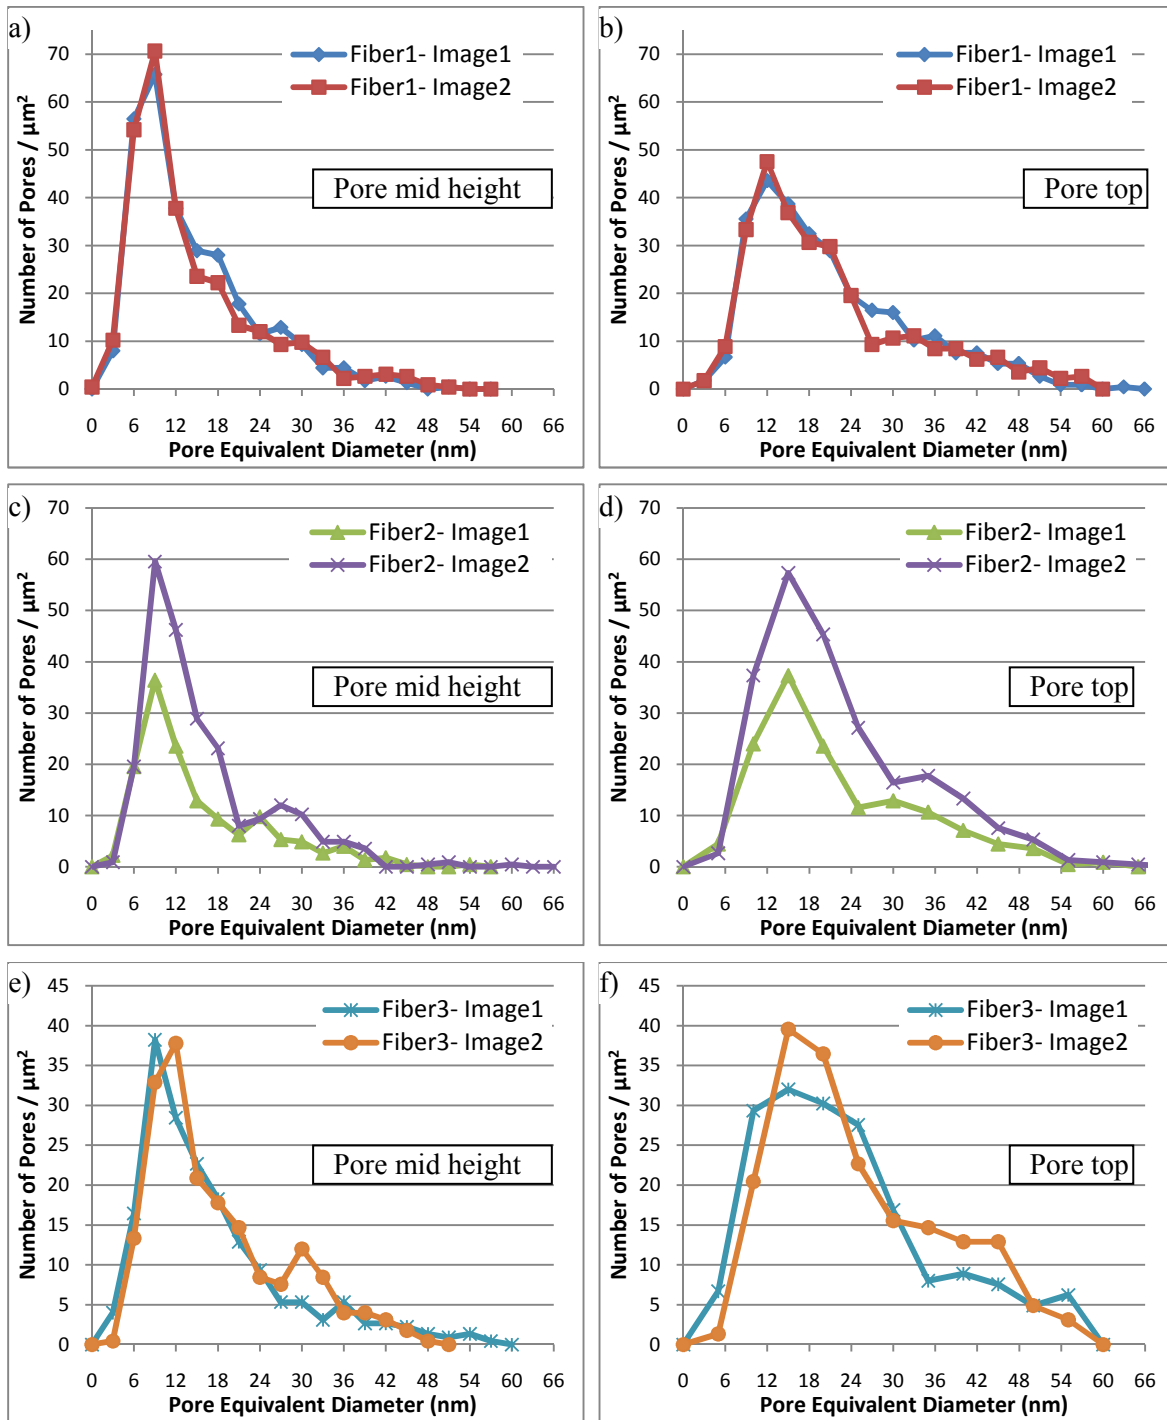 a)
Fiber1- Image1
Fiber1- Image2
Pore mid height
Number of Pores / µm²
70
60
50
40
30
20
10
0
0 6 12 18 24 30 36 42 48 54 60 66
Pore Equivalent Diameter (nm)
b)
Fiber1- Image1
Fiber1- Image2
Pore top
Number of Pores / µm²
70
60
50
40
30
20
10
0
0 6 12 18 24 30 36 42 48 54 60 66
Pore Equivalent Diameter (nm)
c)
Fiber2- Image1
Fiber2- Image2
Pore mid height
Number of Pores / µm²
70
60
50
40
30
20
10
0
0 6 12 18 24 30 36 42 48 54 60 66
Pore Equivalent Diameter (nm)
d)
Fiber2- Image1
Fiber2- Image2
Pore top
Number of Pores / µm²
70
60
50
40
30
20
10
0
0 6 12 18 24 30 36 42 48 54 60 66
Pore Equivalent Diameter (nm)
e)
Fiber3- Image1
Fiber3- Image2
Pore mid height
Number of Pores / µm²
45
40
35
30
25
20
15
10
5
0
0 6 12 18 24 30 36 42 48 54 60 66
Pore Equivalent Diameter (nm)
f)
Fiber3- Image1
Fiber3- Image2
Pore top
Number of Pores / µm²
45
40
35
30
25
20
15
10
5
0
0 6 12 18 24 30 36 42 48 54 60 66
Pore Equivalent Diameter (nm)